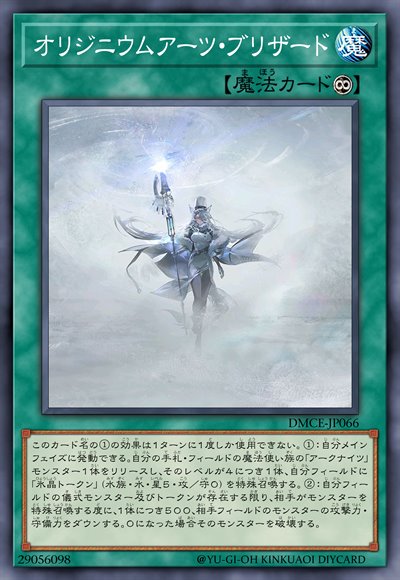 オリジニウムアーツ・ブリザード
魔
【魔法カード】
DMCE-JP066
このカード名の①の効果は1ターンに1度しか使用できない。①:自分メイン
フェイズに発動できる。自分の手札・フィールドの魔法使い族の「アークナイツ」
モンスター1体をリリースし、そのレベルが4につき1体、自分フィールドに
「氷晶トークン」(水族・水・星8・攻/守0)を特殊召喚する。②:自分フィ
ールドの儀式モンスター及びトークンが存在する限り、相手がモンスターを
特殊召喚する度に、1体につき500、相手フィールドのモンスターの攻撃力・
守備力をダウンする。0になった場合そのモンスターを破壊する。
29056098
YU-GI-OH KINKUAOI DIYCARD